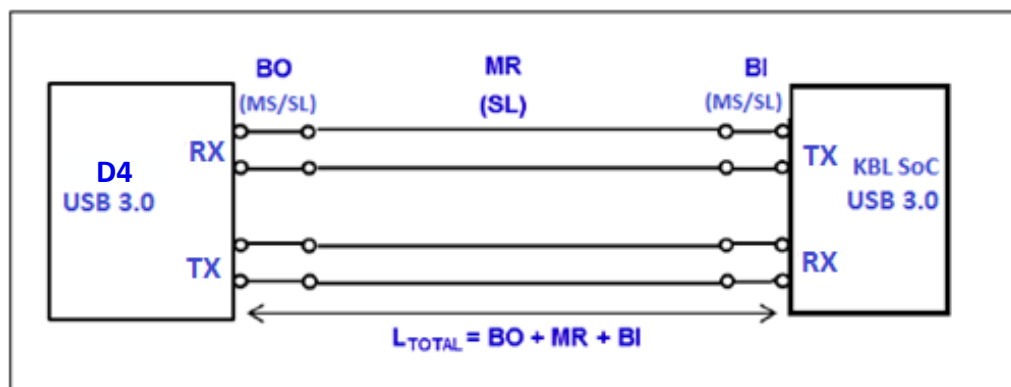 BO
MR
BI
(MS/SL)
(SL)
(MS/SL)
RX
TX
D4
USB 3.0
KBL SoC
USB 3.0
TX
RX
L_TOTAL = BO + MR + BI